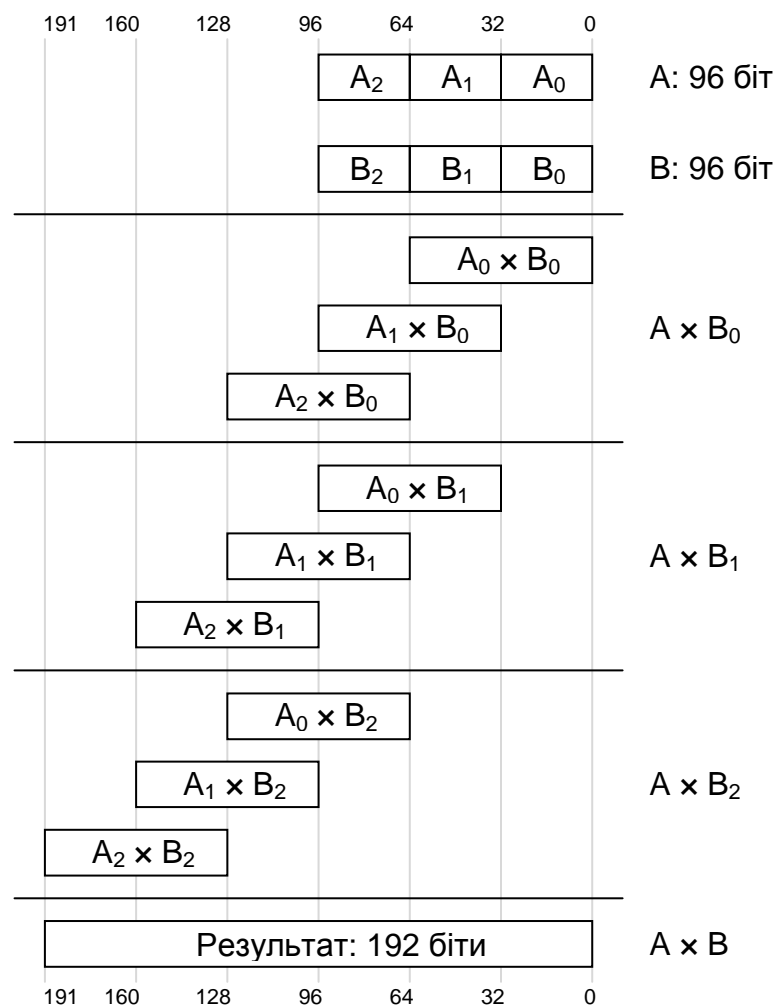 191 160 128 96 64 32 0
A₂ A₁ A₀ A: 96 біт
B₂ B₁ B₀ B: 96 біт
A₀ × B₀
A₁ × B₀ A × B₀
A₂ × B₀
A₀ × B₁
A₁ × B₁ A × B₁
A₂ × B₁
A₀ × B₂
A₁ × B₂ A × B₂
A₂ × B₂
Результат: 192 біти A × B
191 160 128 96 64 32 0